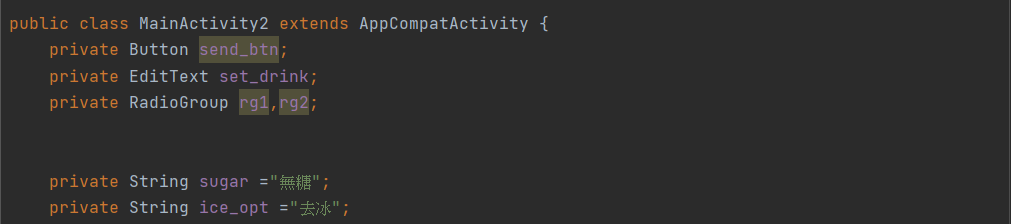 public class MainActivity2 extends AppCompatActivity {
private Button send_btn;
private EditText set_drink;
private RadioGroup rg1,rg2;
private String sugar ="無糖";
private String ice_opt ="去冰";